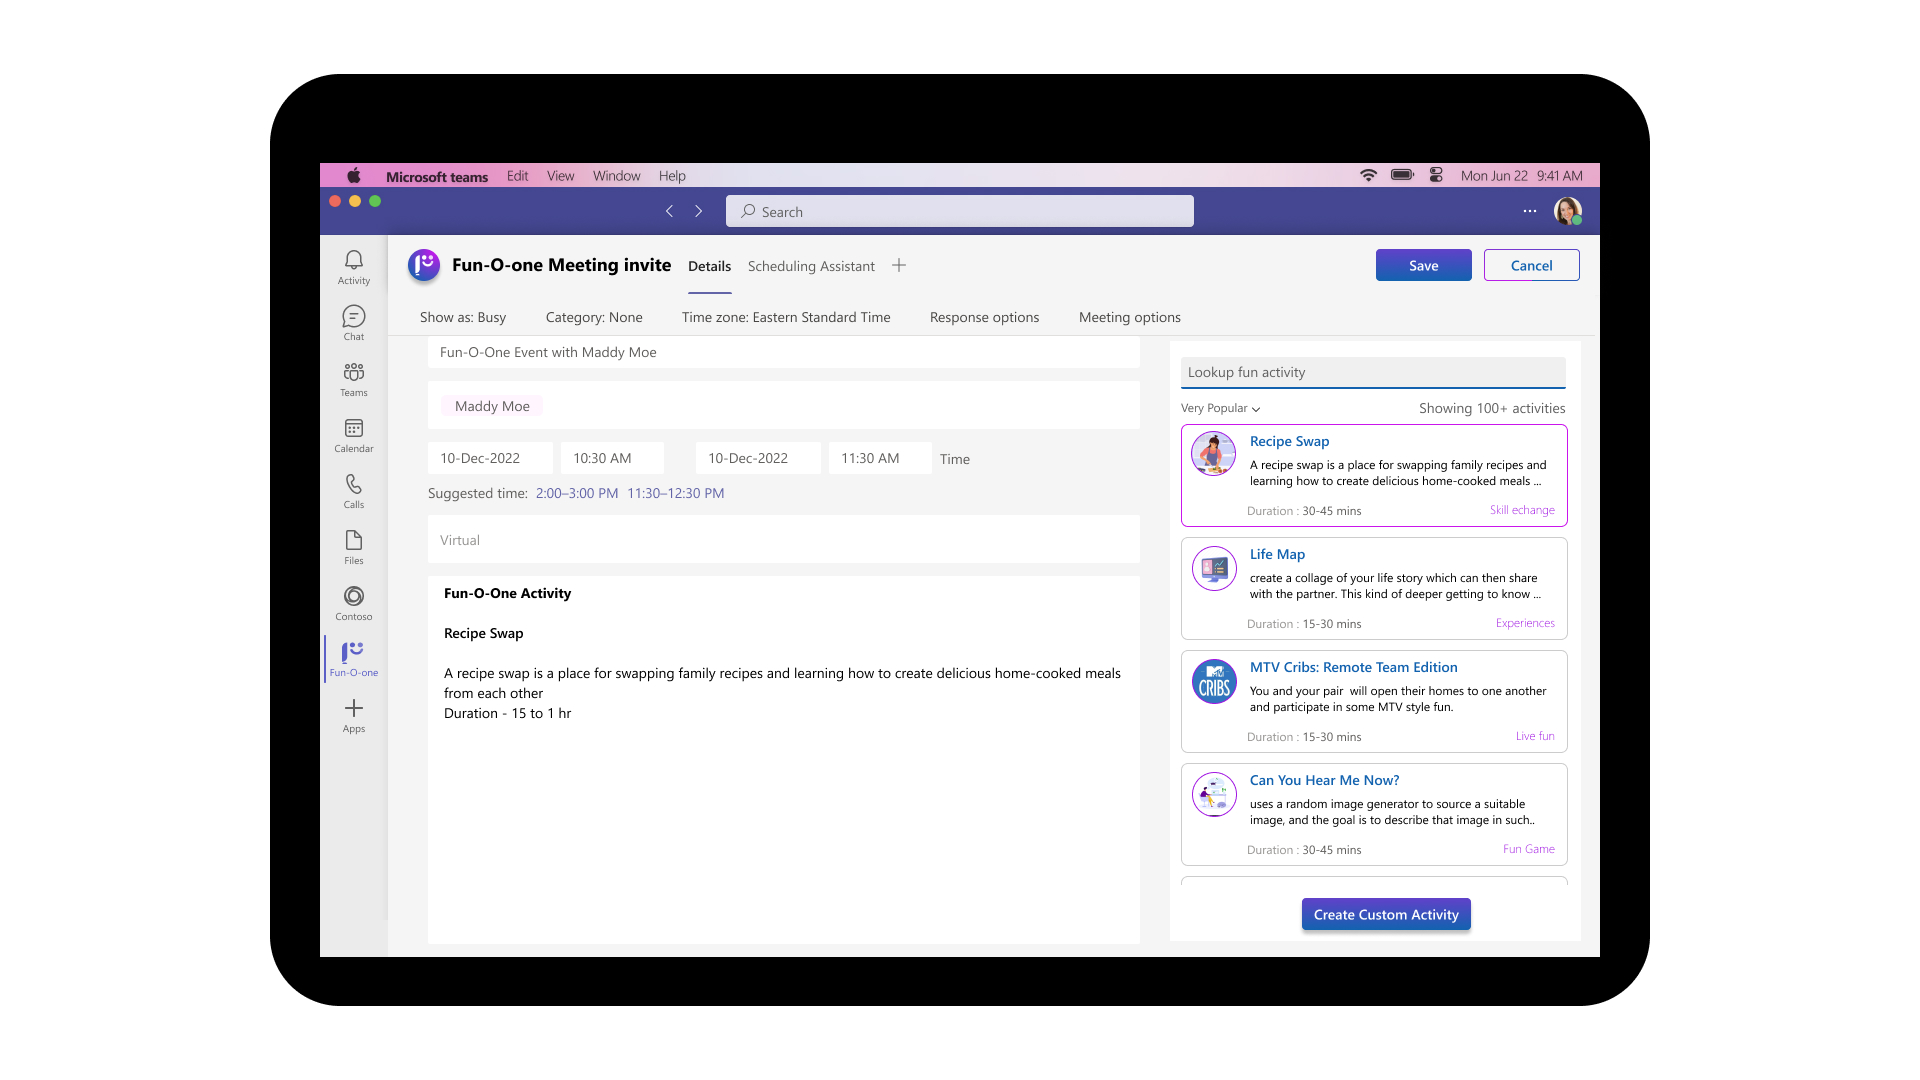 Microsoft teams Edit View Window Help Mon Jun 22 9:41 AM
Search
Activity
Chat
Teams
Calendar
Calls
Files
Contoso
Fun-O-one
Apps
Fun-O-one Meeting invite Details Scheduling Assistant Save Cancel
Show as: Busy Category: None Time zone: Eastern Standard Time Response options Meeting options
Fun-O-One Event with Maddy Moe
Maddy Moe
10-Dec-2022 10:30 AM 10-Dec-2022 11:30 AM Time
Suggested time: 2:00–3:00 PM 11:30–12:30 PM
Virtual
Fun-O-One Activity
Recipe Swap
A recipe swap is a place for swapping family recipes and learning how to create delicious home-cooked meals
from each other
Duration - 15 to 1 hr
Lookup fun activity
Very Popular Showing 100+ activities
Recipe Swap
A recipe swap is a place for swapping family recipes and
learning how to create delicious home-cooked meals ...
Duration : 30-45 mins Skill echange
Life Map
create a collage of your life story which can then share
with the partner. This kind of deeper getting to know ...
Duration : 15-30 mins Experiences
MTV CRIBS
MTV Cribs: Remote Team Edition
You and your pair will open their homes to one another
and participate in some MTV style fun.
Duration : 15-30 mins Live fun
Can You Hear Me Now?
uses a random image generator to source a suitable
image, and the goal is to describe that image in such..
Duration : 30-45 mins Fun Game
Create Custom Activity